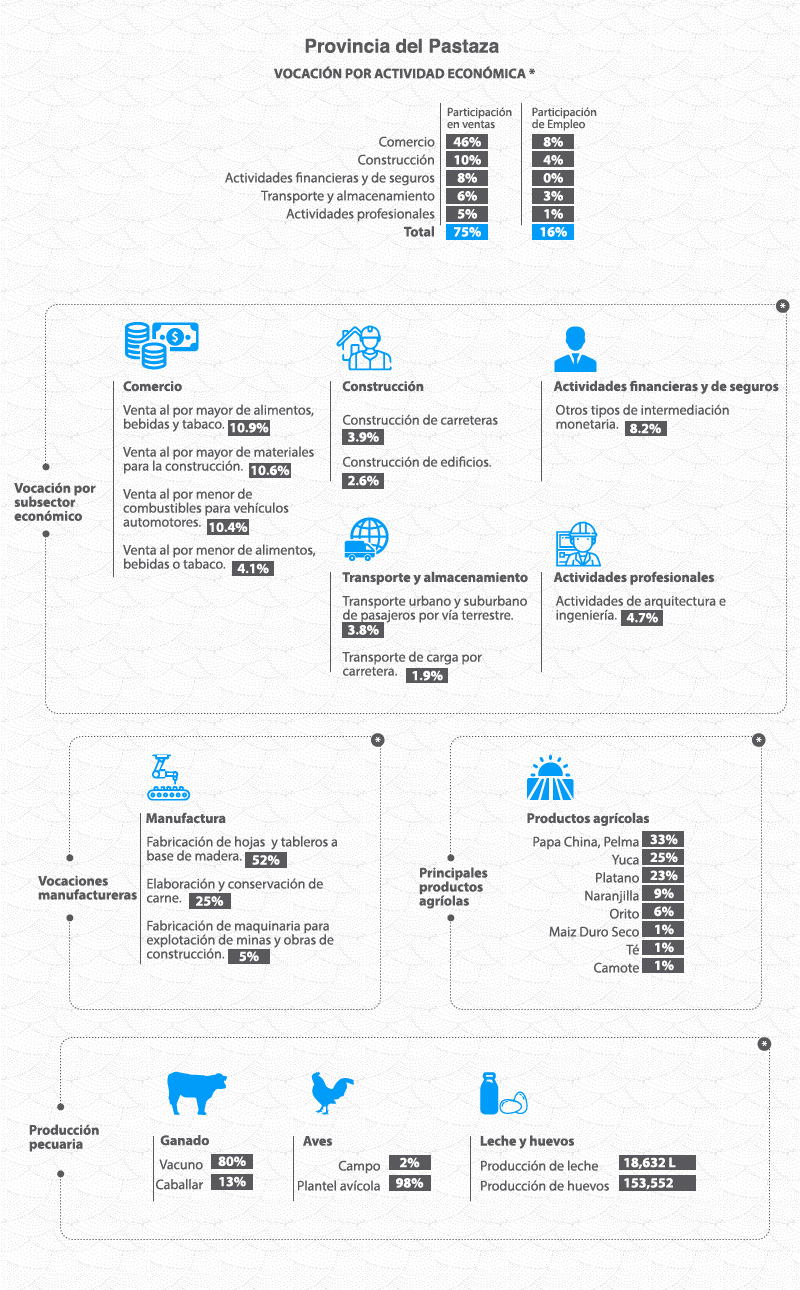 Provincia del Pastaza
VOCACIÓN POR ACTIVIDAD ECONÓMICA *
Participación
en ventas
Participación
de Empleo
Comercio 46% 8%
Construcción 10% 4%
Actividades financieras y de seguros 8% 0%
Transporte y almacenamiento 6% 3%
Actividades profesionales 5% 1%
Total 75% 16%
*
Vocación por
subsector
económico
Comercio
Venta al por mayor de alimentos,
bebidas y tabaco. 10.9%
Venta al por mayor de materiales
para la construcción. 10.6%
Venta al por menor de
combustibles para vehículos
automotores. 10.4%
Venta al por menor de alimentos,
bebidas o tabaco. 4.1%
Construcción
Construcción de carreteras
3.9%
Construcción de edificios.
2.6%
Actividades financieras y de seguros
Otros tipos de intermediación
monetaria. 8.2%
Transporte y almacenamiento
Transporte urbano y suburbano
de pasajeros por vía terrestre.
3.8%
Transporte de carga por
carretera. 1.9%
Actividades profesionales
Actividades de arquitectura e
ingeniería. 4.7%
*
Vocaciones
manufactureras
Manufactura
Fabricación de hojas y tableros a
base de madera. 52%
Elaboración y conservación de
carne. 25%
Fabricación de maquinaria para
explotación de minas y obras de
construcción. 5%
*
Principales
productos
agríolas
Productos agrícolas
Papa China, Pelma 33%
Yuca 25%
Platano 23%
Naranjilla 9%
Orito 6%
Maiz Duro Seco 1%
Té 1%
Camote 1%
*
Producción
pecuaria
Ganado
Vacuno 80%
Caballar 13%
Aves
Campo 2%
Plantel avícola 98%
Leche y huevos
Producción de leche 18,632 L
Producción de huevos 153,552